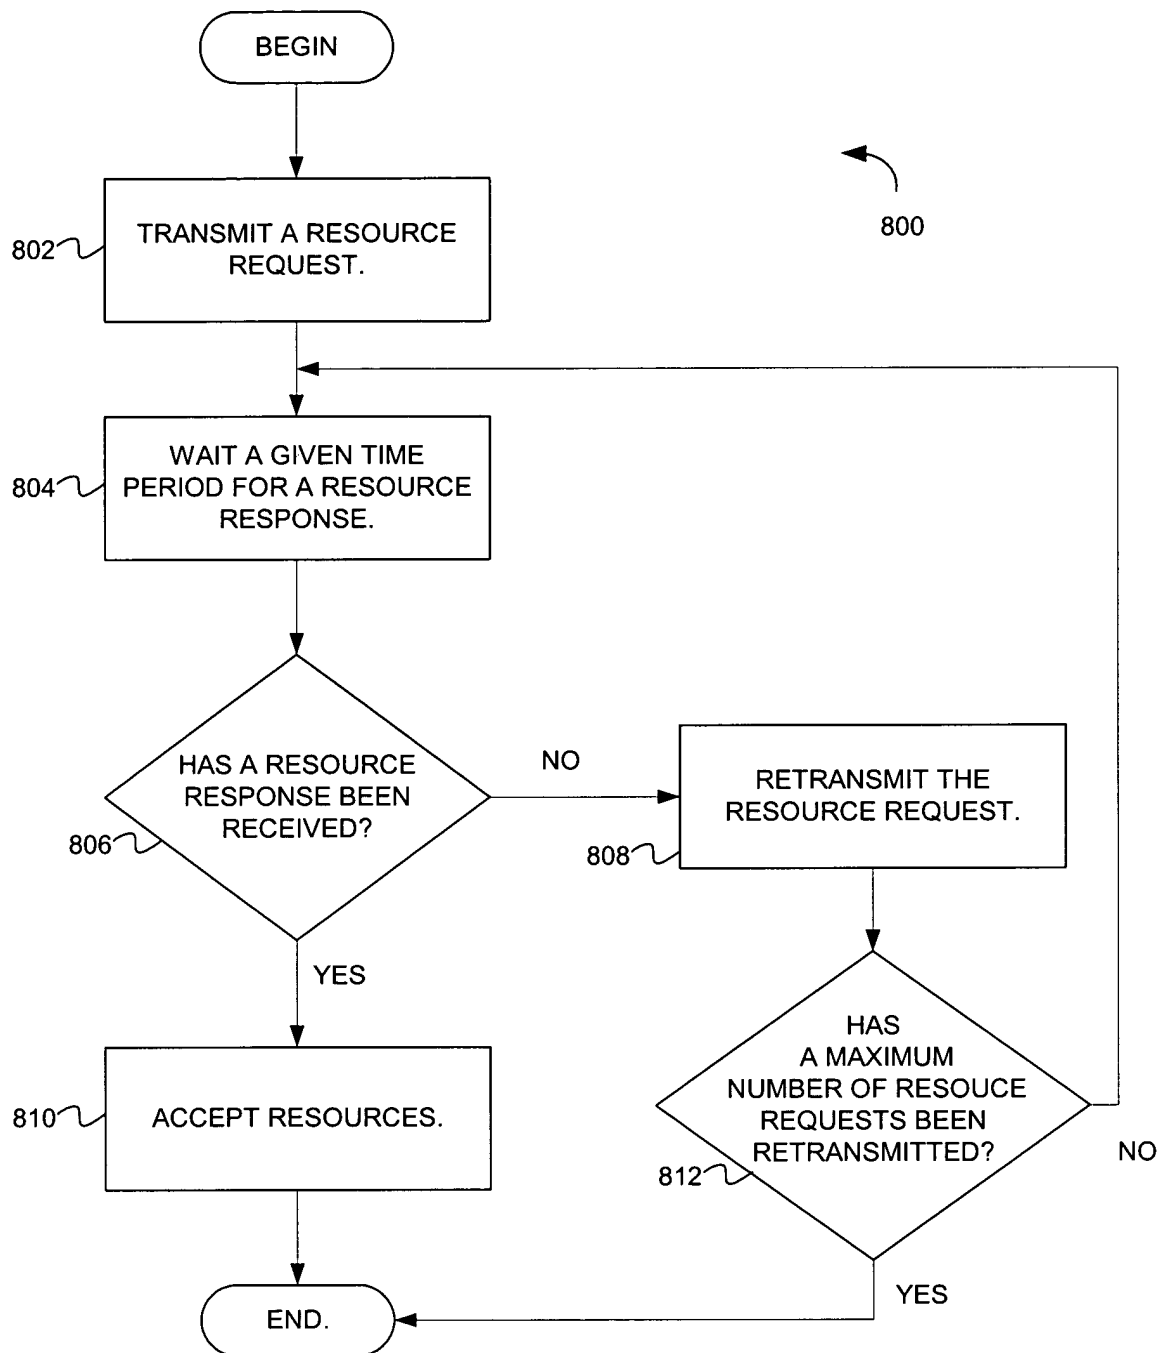 BEGIN
800
802
TRANSMIT A RESOURCE
REQUEST.
804
WAIT A GIVEN TIME
PERIOD FOR A RESOURCE
RESPONSE.
806
HAS A RESOURCE
RESPONSE BEEN
RECEIVED?
NO
808
RETRANSMIT THE
RESOURCE REQUEST.
YES
810
ACCEPT RESOURCES.
812
HAS
A MAXIMUM
NUMBER OF RESOUCE
REQUESTS BEEN
RETRANSMITTED?
NO
YES
END.